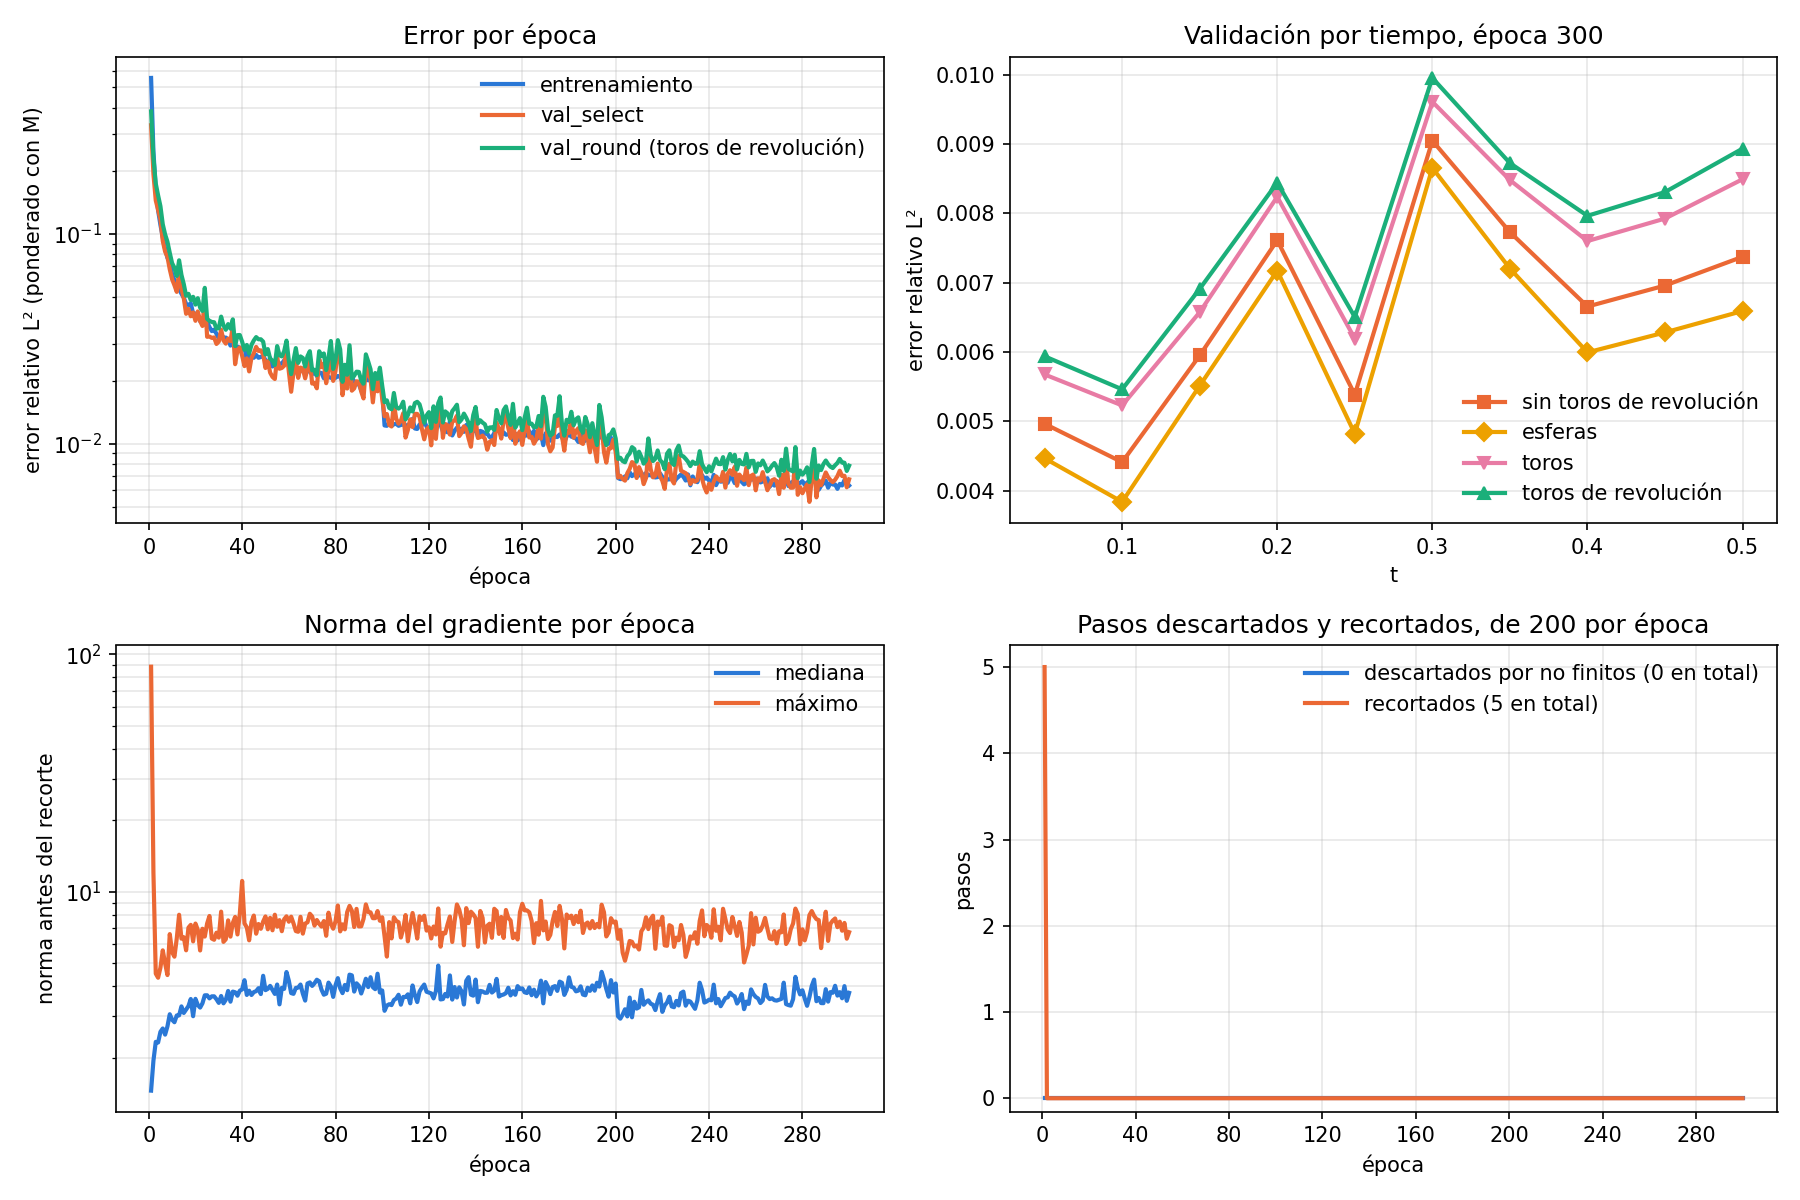 Error por época
error relativo L² (ponderado con M)
10⁻¹
10⁻²
entrenamiento
val_select
val_round (toros de revolución)
0 40 80 120 160 200 240 280
época
Validación por tiempo, época 300
error relativo L²
0.010
0.009
0.008
0.007
0.006
0.005
0.004
sin toros de revolución
esferas
toros
toros de revolución
0.1 0.2 0.3 0.4 0.5
t
Norma del gradiente por época
norma antes del recorte
10²
10¹
mediana
máximo
0 40 80 120 160 200 240 280
época
Pasos descartados y recortados, de 200 por época
pasos
5
4
3
2
1
0
descartados por no finitos (0 en total)
recortados (5 en total)
0 40 80 120 160 200 240 280
época